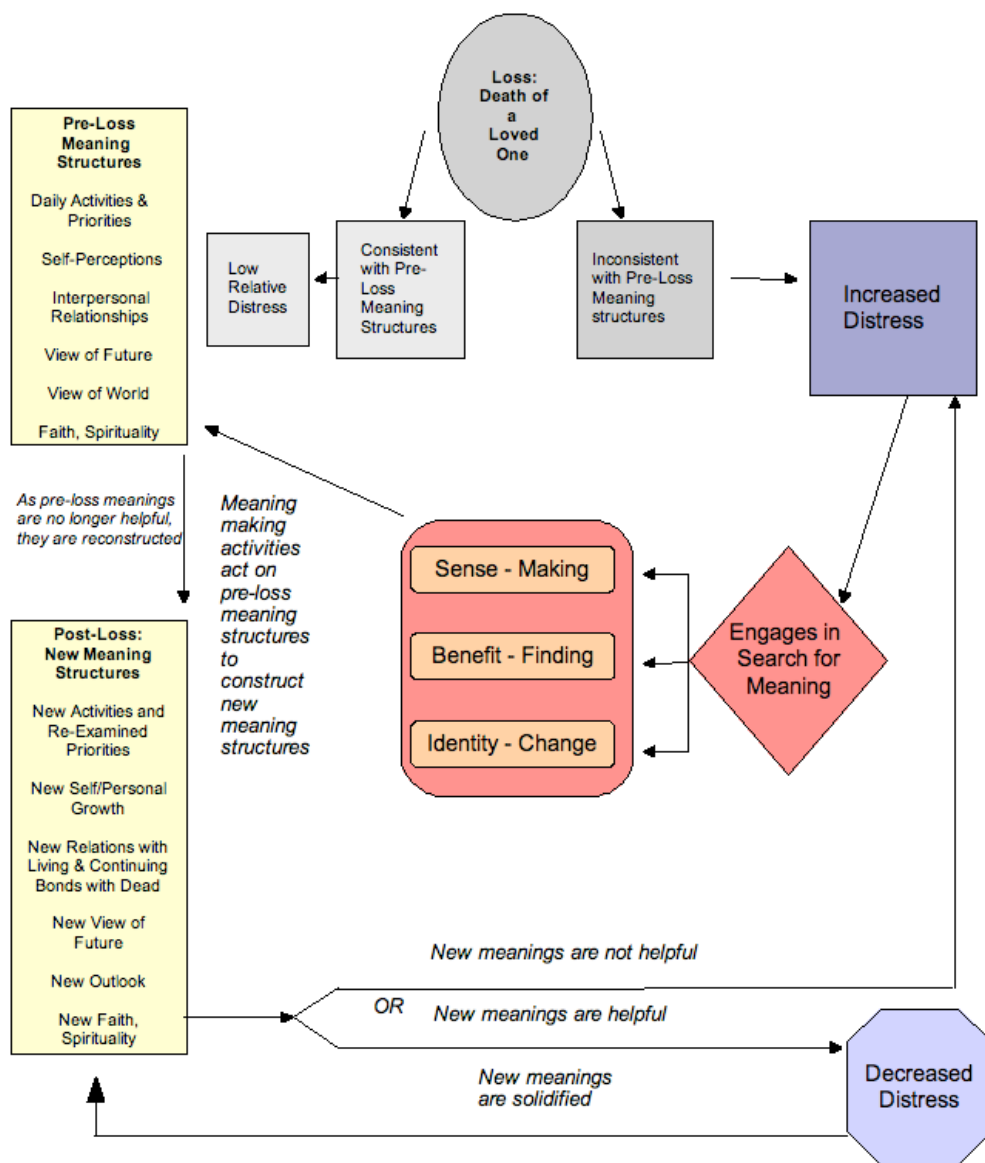 Loss:
Death of
a
Loved
One
Pre-Loss
Meaning
Structures
Daily Activities &
Priorities
Self-Perceptions
Interpersonal
Relationships
View of Future
View of World
Faith, Spirituality
Low
Relative
Distress
Consistent with Pre-
Loss
Meaning
Structures
Inconsistent with Pre-Loss
Meaning
structures
Increased
Distress
As pre-loss meanings
are no longer helpful,
they are reconstructed
Meaning
making
activities
act on
pre-loss
meaning
structures
to
construct
new
meaning
structures
Sense - Making
Benefit - Finding
Identity - Change
Engages in
Search for
Meaning
Post-Loss:
New Meaning
Structures
New Activities and
Re-Examined
Priorities
New Self/Personal
Growth
New Relations with
Living & Continuing
Bonds with Dead
New View of
Future
New Outlook
New Faith,
Spirituality
New meanings are not helpful
OR
New meanings are helpful
New meanings
are solidified
Decreased
Distress